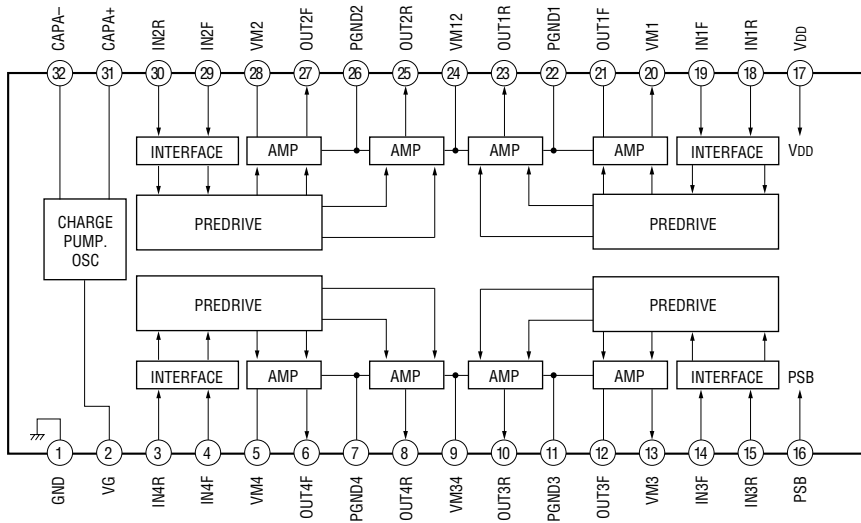 CAPA–
CAPA+
IN2R
IN2F
VM2
OUT2F
PGND2
OUT2R
VM12
OUT1R
PGND1
OUT1F
VM1
IN1F
IN1R
VDD
32 31 30 29 28 27 26 25 24 23 22 21 20 19 18 17
INTERFACE AMP AMP AMP AMP INTERFACE VDD
CHARGE
PUMP.
OSC
PREDRIVE PREDRIVE
PREDRIVE PREDRIVE
INTERFACE AMP AMP AMP AMP INTERFACE PSB
1 2 3 4 5 6 7 8 9 10 11 12 13 14 15 16
GND
VG
IN4R
IN4F
VM4
OUT4F
PGND4
OUT4R
VM34
OUT3R
PGND3
OUT3F
VM3
IN3F
IN3R
PSB